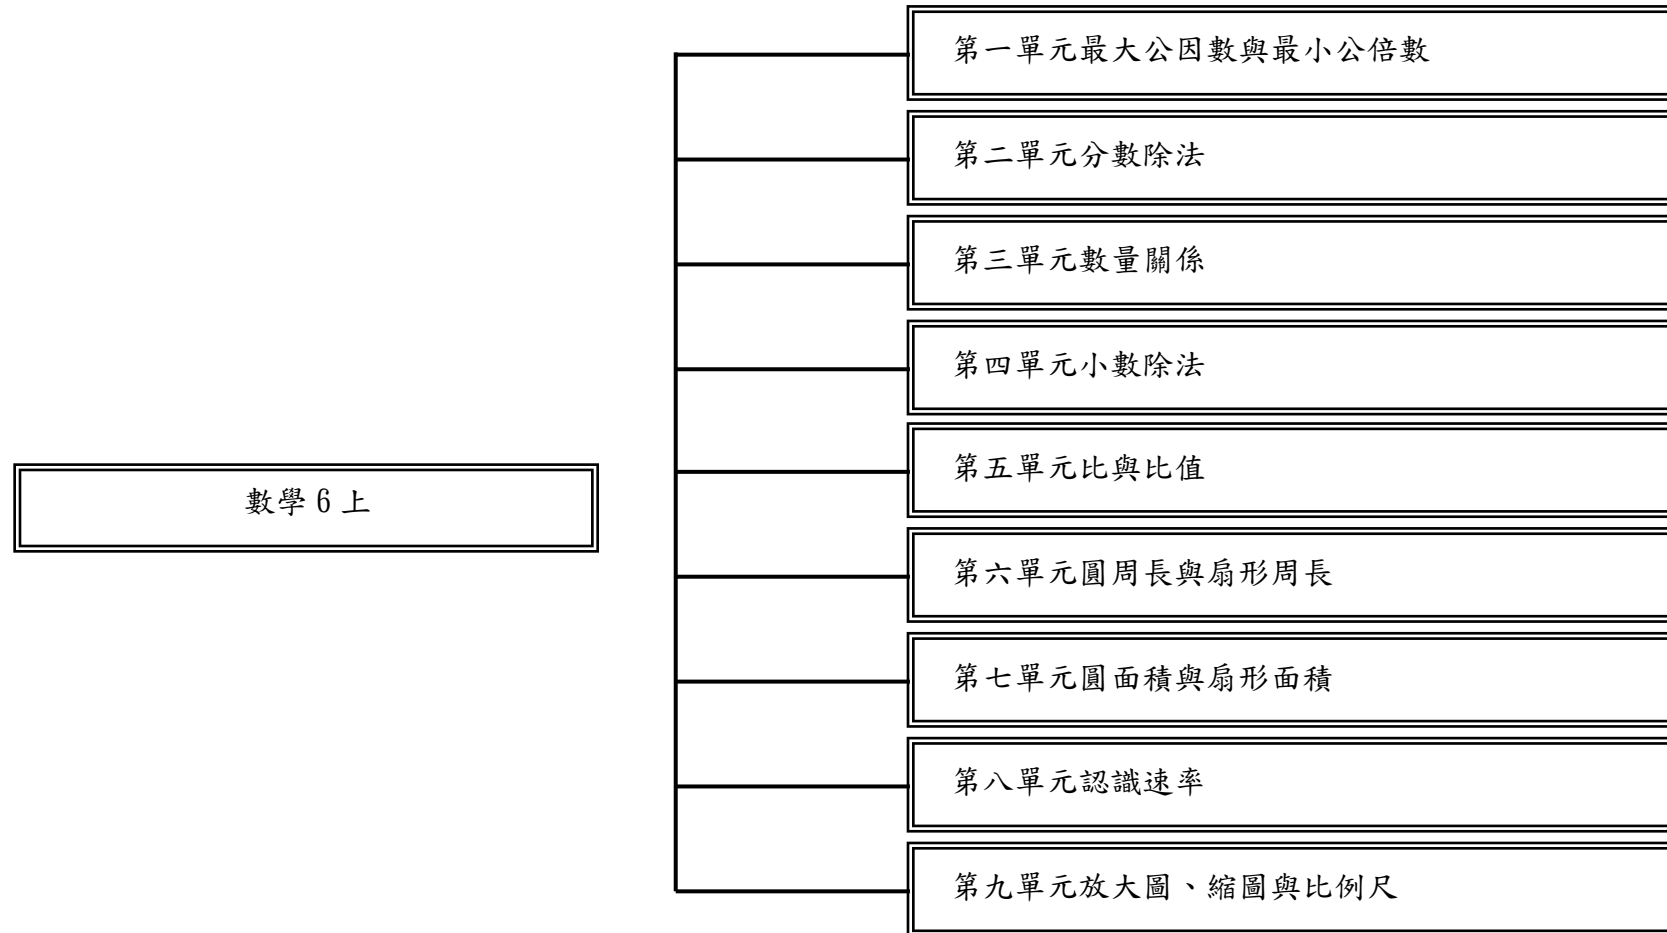 數學 6 上
第一單元最大公因數與最小公倍數
第二單元分數除法
第三單元數量關係
第四單元小數除法
第五單元比與比值
第六單元圓周長與扇形周長
第七單元圓面積與扇形面積
第八單元認識速率
第九單元放大圖、縮圖與比例尺